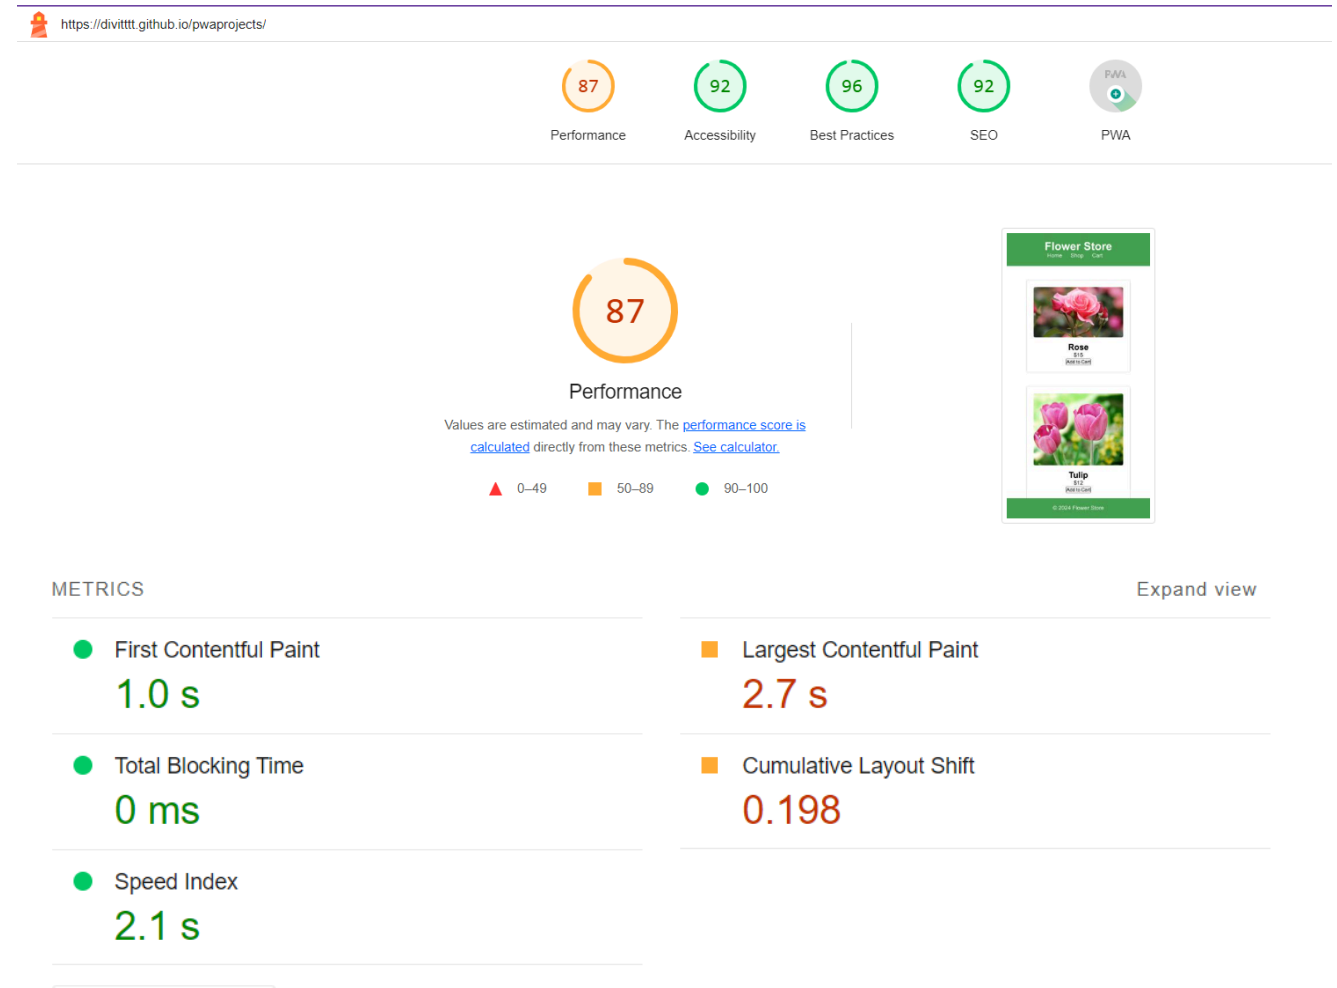 https://divitttt.github.io/pwaprojects/
87
92
96
92
PWA
Performance
Accessibility
Best Practices
SEO
PWA
87
Performance
Values are estimated and may vary. The performance score is
calculated directly from these metrics. See calculator.
0–49
50–89
90–100
Flower Store
Home Shop Cart
Rose
$15
Add to Cart
Tulip
$12
Add to Cart
© 2024 Flower Store
METRICS
Expand view
First Contentful Paint
1.0 s
Largest Contentful Paint
2.7 s
Total Blocking Time
0 ms
Cumulative Layout Shift
0.198
Speed Index
2.1 s